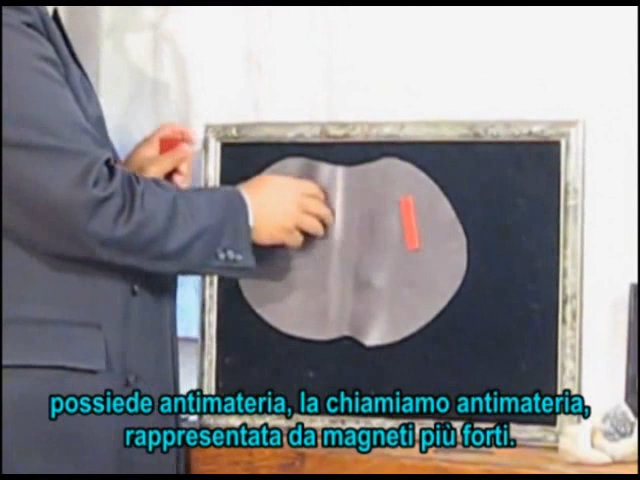 possiede antimateria, la chiamiamo antimateria,
rappresentata da magneti più forti.